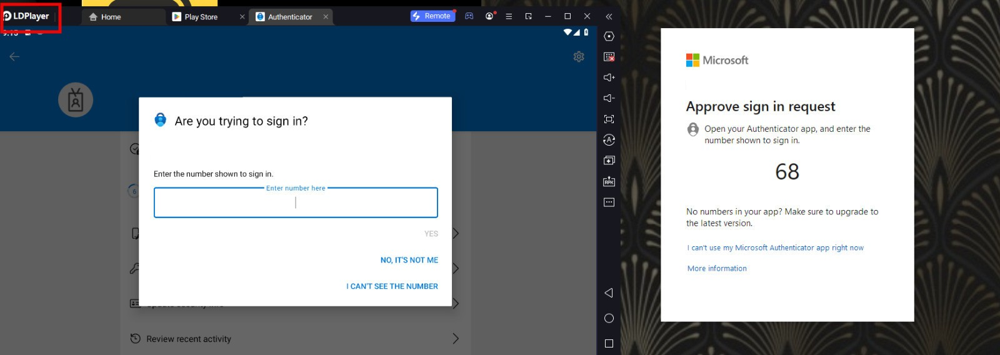 LDPlayer
Home
Play Store
Authenticator
Remote
Are you trying to sign in?
Enter the number shown to sign in.
Enter number here
6
YES
NO, IT'S NOT ME
I CAN'T SEE THE NUMBER
Review recent activity
A
APK
Microsoft
Approve sign in request
Open your Authenticator app, and enter the
number shown to sign in.
68
No numbers in your app? Make sure to upgrade to
the latest version.
I can't use my Microsoft Authenticator app right now
More information